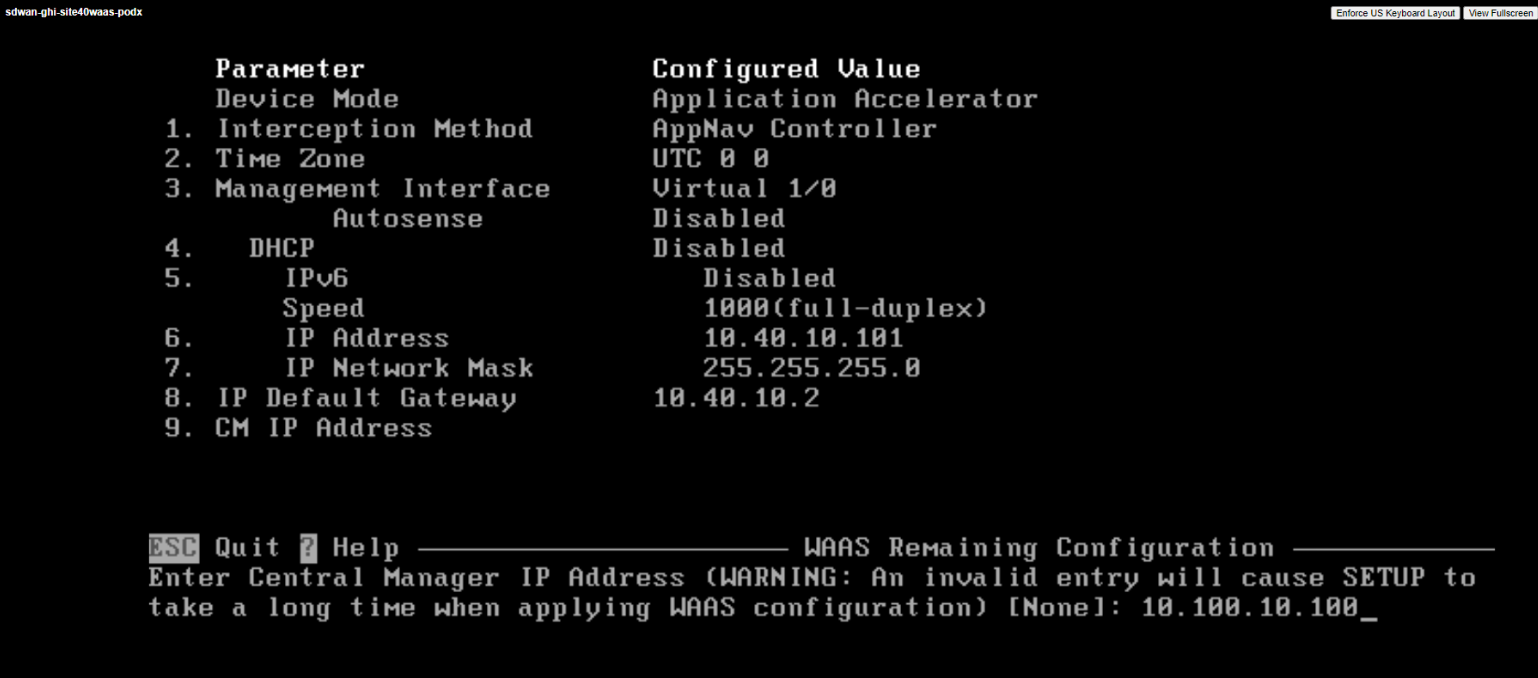 sdwan-ghi-site40waas-podx
Enforce US Keyboard Layout View Fullscreen
Parameter Configured Value
Device Mode Application Accelerator
1. Interception Method AppNav Controller
2. Time Zone UTC 0 0
3. Management Interface Virtual 1/0
Autosense Disabled
4. DHCP Disabled
5. IPv6 Disabled
Speed 1000(full-duplex)
6. IP Address 10.40.10.101
7. IP Network Mask 255.255.255.0
8. IP Default Gateway 10.40.10.2
9. CM IP Address
ESC Quit ? Help ─────────── WAAS Remaining Configuration ───────────
Enter Central Manager IP Address (WARNING: An invalid entry will cause SETUP to
take a long time when applying WAAS configuration) [None]: 10.100.10.100_